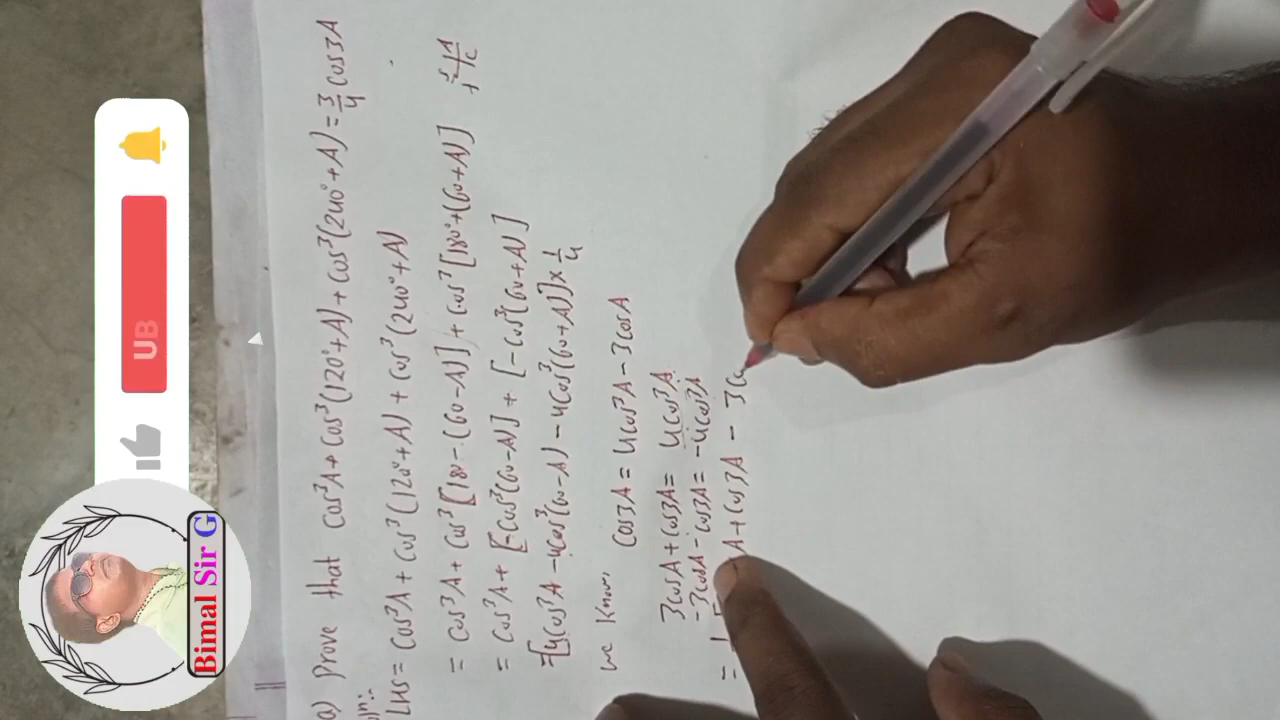 a) Prove that cos³A + cos³(120°+A) + cos³(240°+A) = 3/4 cos3A
LHS = cos³A + cos³(120°+A) + cos³(240°+A)
= cos³A + cos³[180-(60-A)] + cos³[180°+(60+A)]
= cos³A + [-cos³(60-A)] + [-cos³(60+A)]
=[4cos³A - 4cos³(60-A) - 4cos³(60+A)] × 1/4
we know,
cos3A = 4cos³A - 3cosA
3cosA + cos3A = 4cos³A
-3cosA - cos3A = -4cos³A
A + cos3A - 3
UB
Bimal Sir G